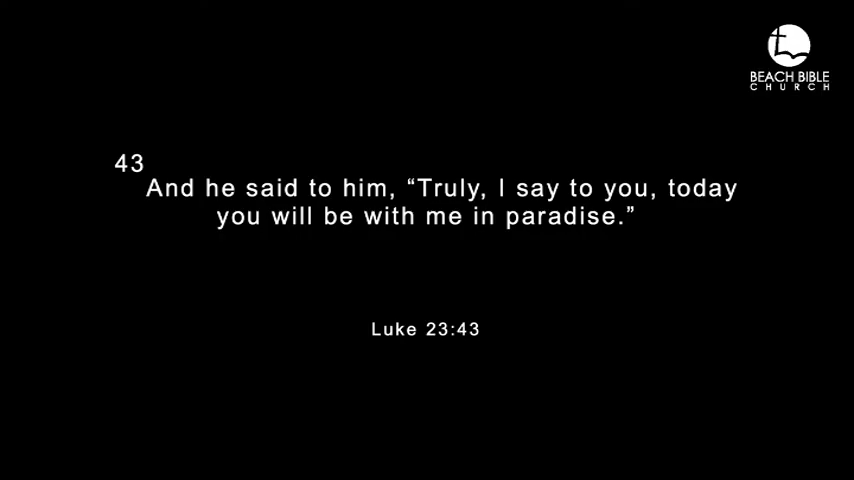 BEACH BIBLE
CHURCH
43
And he said to him, “Truly, I say to you, today
you will be with me in paradise.”
Luke 23:43